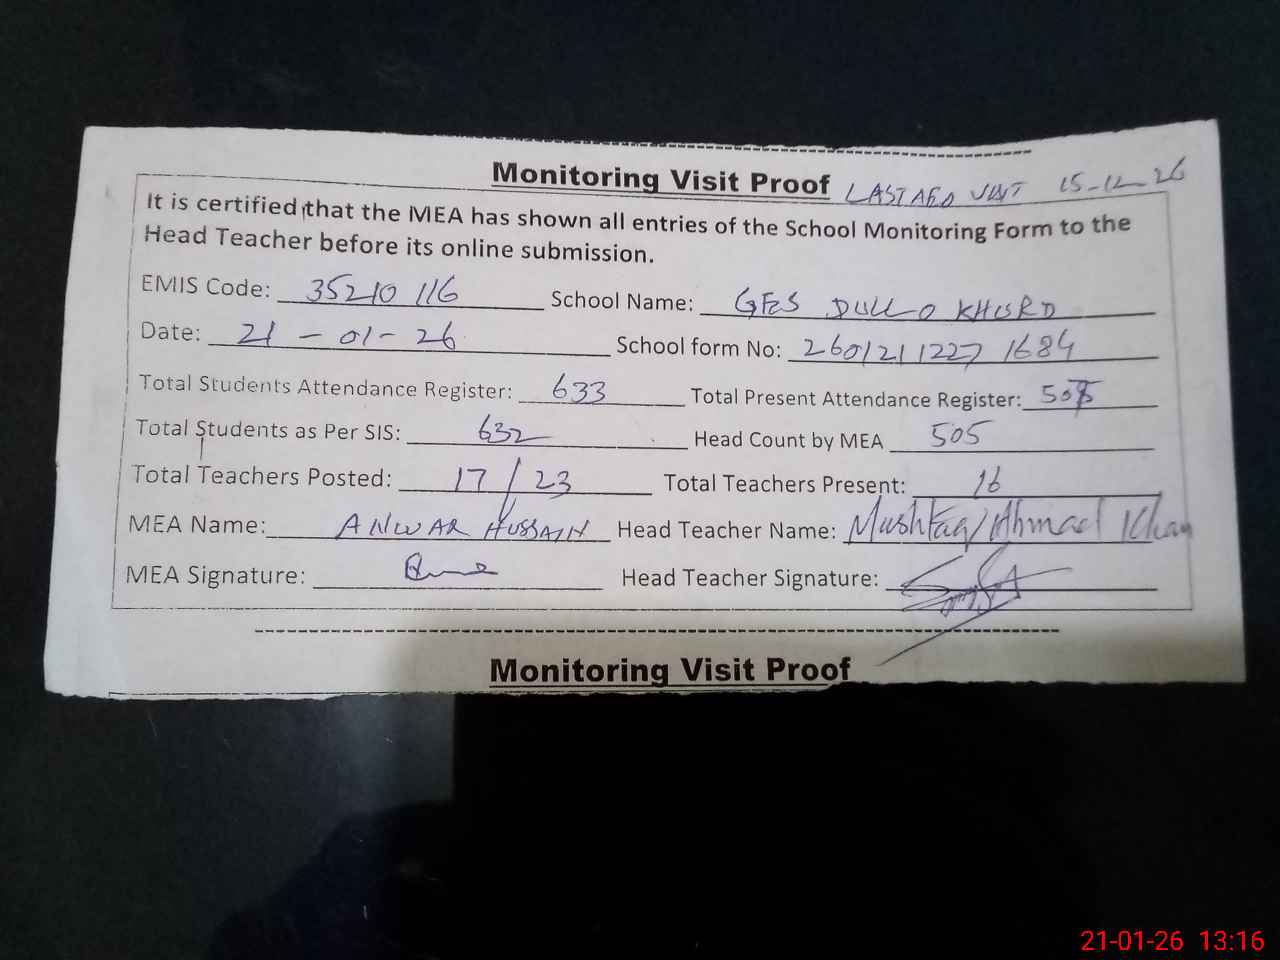 Monitoring Visit Proof LAST AEO VISIT 15-12-26
It is certified that the MEA has shown all entries of the School Monitoring Form to the
Head Teacher before its online submission.
EMIS Code: 35210 116 School Name: GES DULLO KHURD
Date: 21-01-26 School form No: 260121 1227 1684
Total Students Attendance Register: 633 Total Present Attendance Register:
Total Students as Per SIS: 632 Head Count by MEA 505
Total Teachers Posted: 17/23 Total Teachers Present: 16
MEA Name: ANWAR HUSSAIN Head Teacher Name: Mushtaq Ahmad Khan
MEA Signature: Head Teacher Signature:
Monitoring Visit Proof
21-01-26 13:16